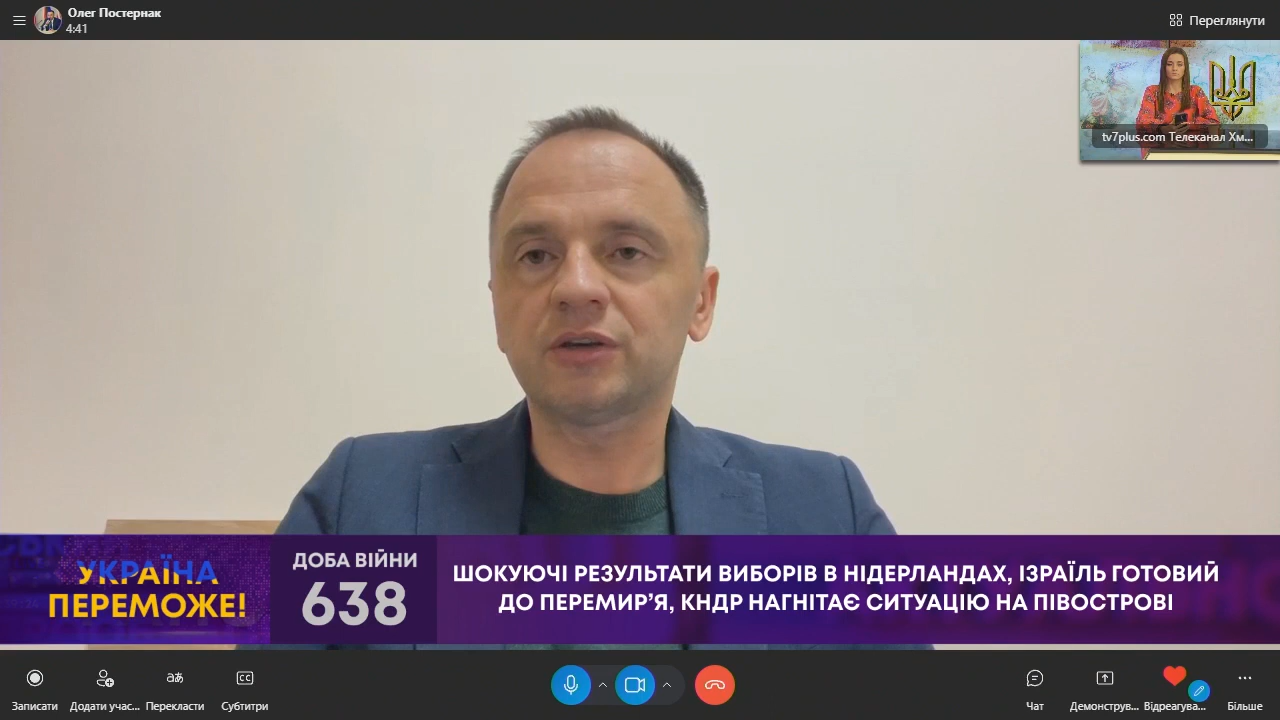 Олег Постернак
4:41
Переглянути
tv7plus.com Телеканал Хм...
УКРАЇНА
ПЕРЕМОЖЕ!
ДОБА ВІЙНИ
638
ШОКУЮЧІ РЕЗУЛЬТАТИ ВИБОРІВ В НІДЕРЛАНДАХ, ІЗРАЇЛЬ ГОТОВИЙ
ДО ПЕРЕМИР’Я, КНДР НАГНІТАЄ СИТУАЦІЮ НА ПІВОСТРОВІ
Записати
Додати учас...
Перекласти
Субтитри
Чат
Демонструв...
Відреагува...
Більше